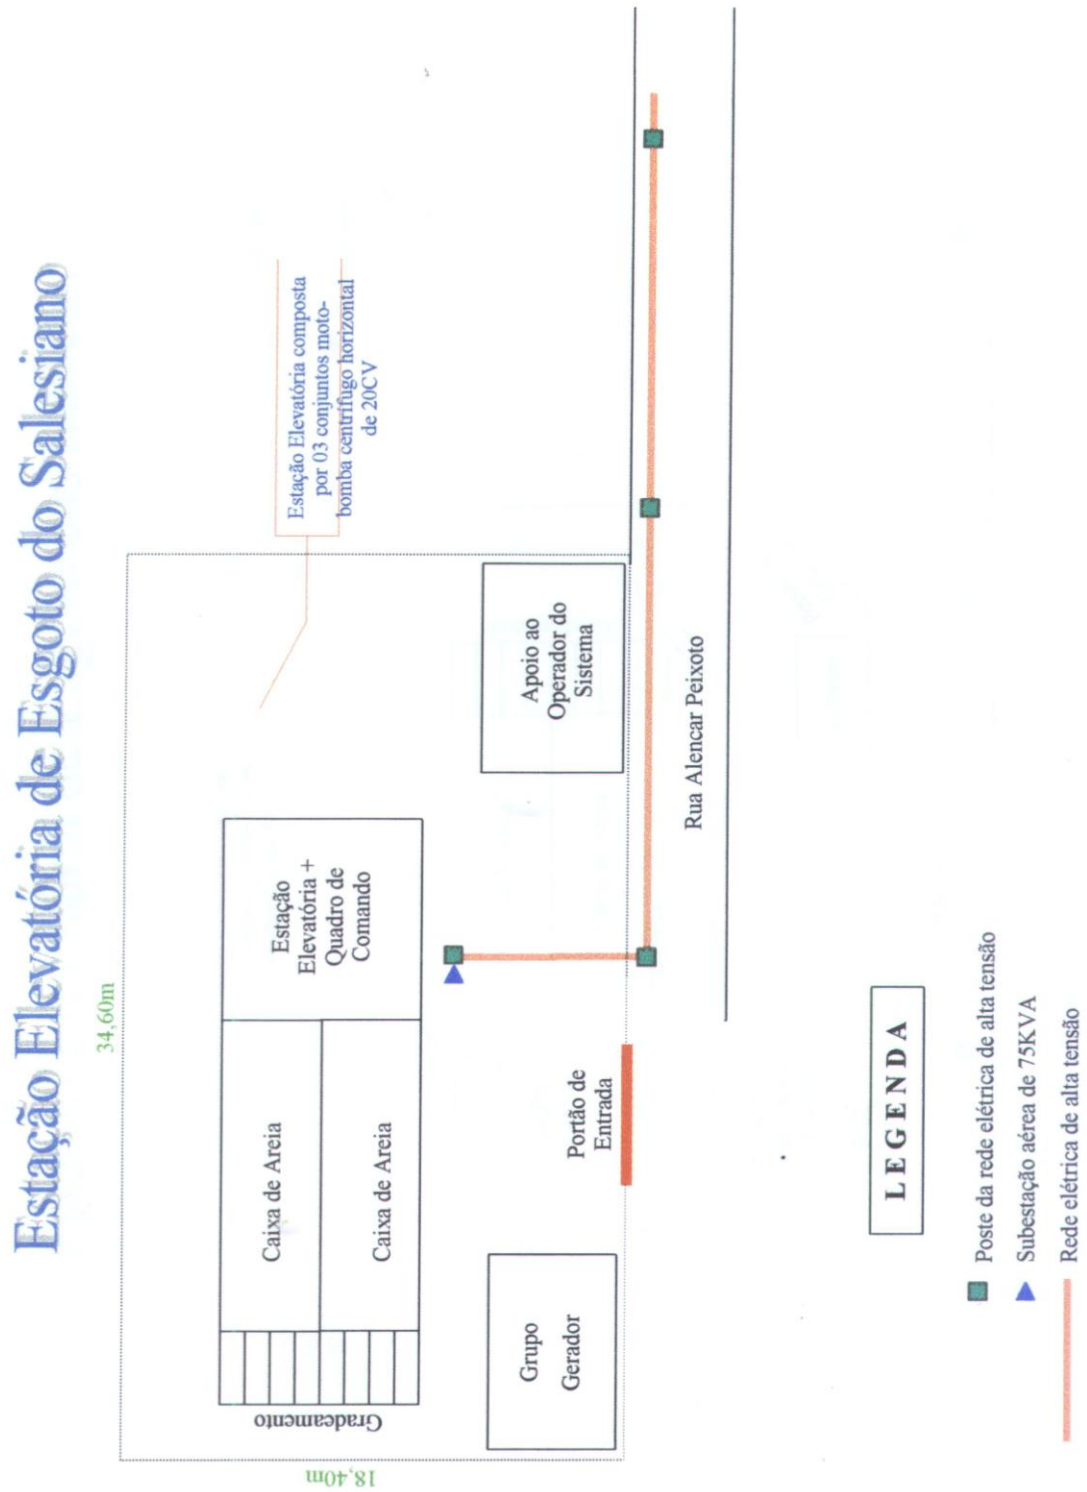 Estação Elevatória de Esgoto do Salesiano
34,60m
18,40m
Estação Elevatória composta
por 03 conjuntos moto-
bomba centrífugo horizontal
de 20CV
Gradeamento
Caixa de Areia
Caixa de Areia
Estação
Elevatória +
Quadro de
Comando
Grupo
Gerador
Portão de
Entrada
Apoio ao
Operador do
Sistema
Rua Alencar Peixoto
LEGENDA
Poste da rede elétrica de alta tensão
Subestação aérea de 75KVA
Rede elétrica de alta tensão